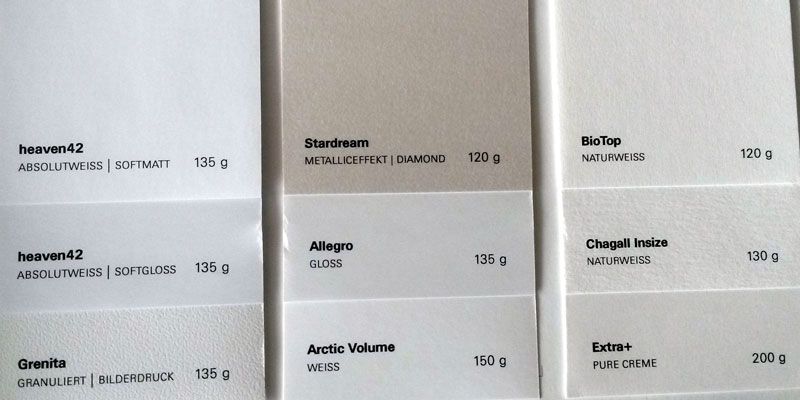 heaven42
ABSOLUTWEISS | SOFTMATT 135 g
heaven42
ABSOLUTWEISS | SOFTGLOSS 135 g
Grenita
GRANULIERT | BILDERDRUCK 135 g
Stardream
METALLICEFFEKT | DIAMOND 120 g
Allegro
GLOSS 135 g
Arctic Volume
WEISS 150 g
BioTop
NATURWEISS 120 g
Chagall Insize
NATURWEISS 130 g
Extra+
PURE CREME 200 g